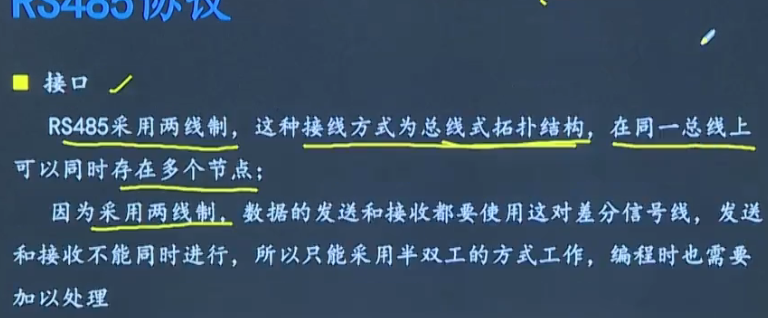 RS485协议
接口
RS485采用两线制，这种接线方式为总线式拓扑结构，在同一总线上
可以同时存在多个节点；
因为采用两线制，数据的发送和接收都要使用这对差分信号线，发送
和接收不能同时进行，所以只能采用半双工的方式工作，编程时也需要
加以处理